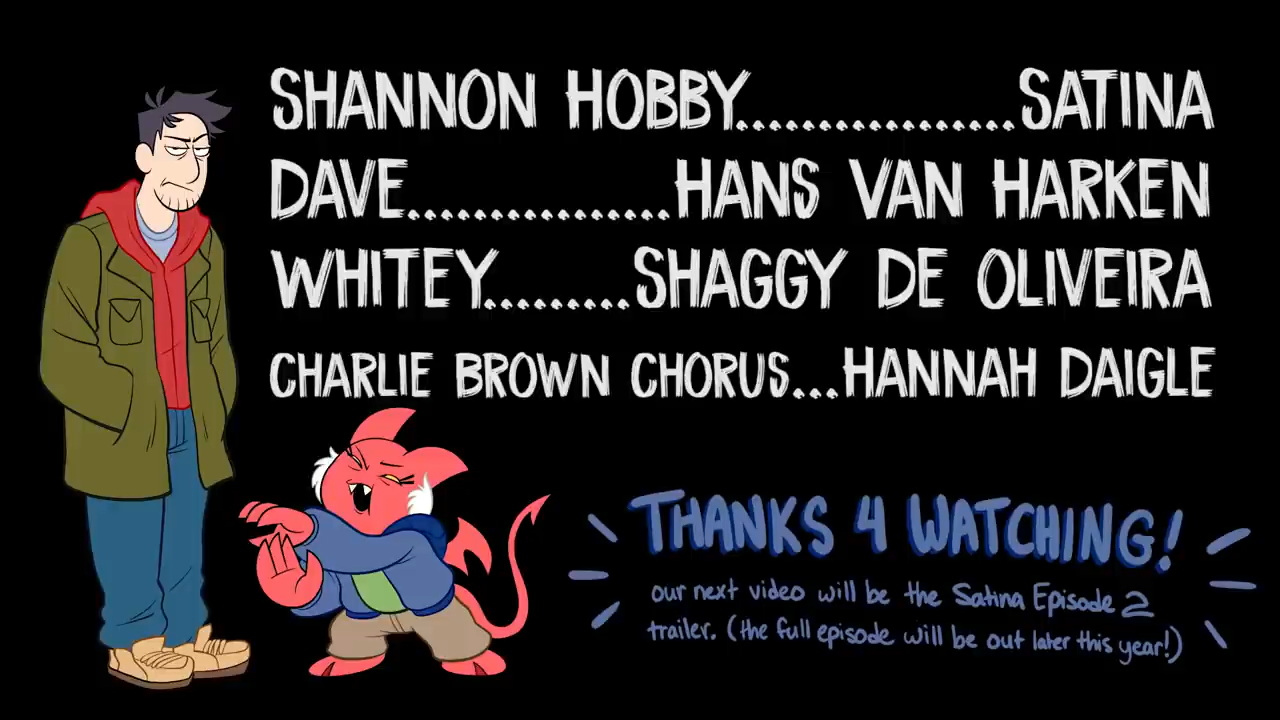 SHANNON HOBBY.................SATINA
DAVE................HANS VAN HARKEN
WHITEY.........SHAGGY DE OLIVEIRA
CHARLIE BROWN CHORUS...HANNAH DAIGLE
THANKS 4 WATCHING!
our next video will be the Satina Episode 2
trailer. (the full episode will be out later this year!)